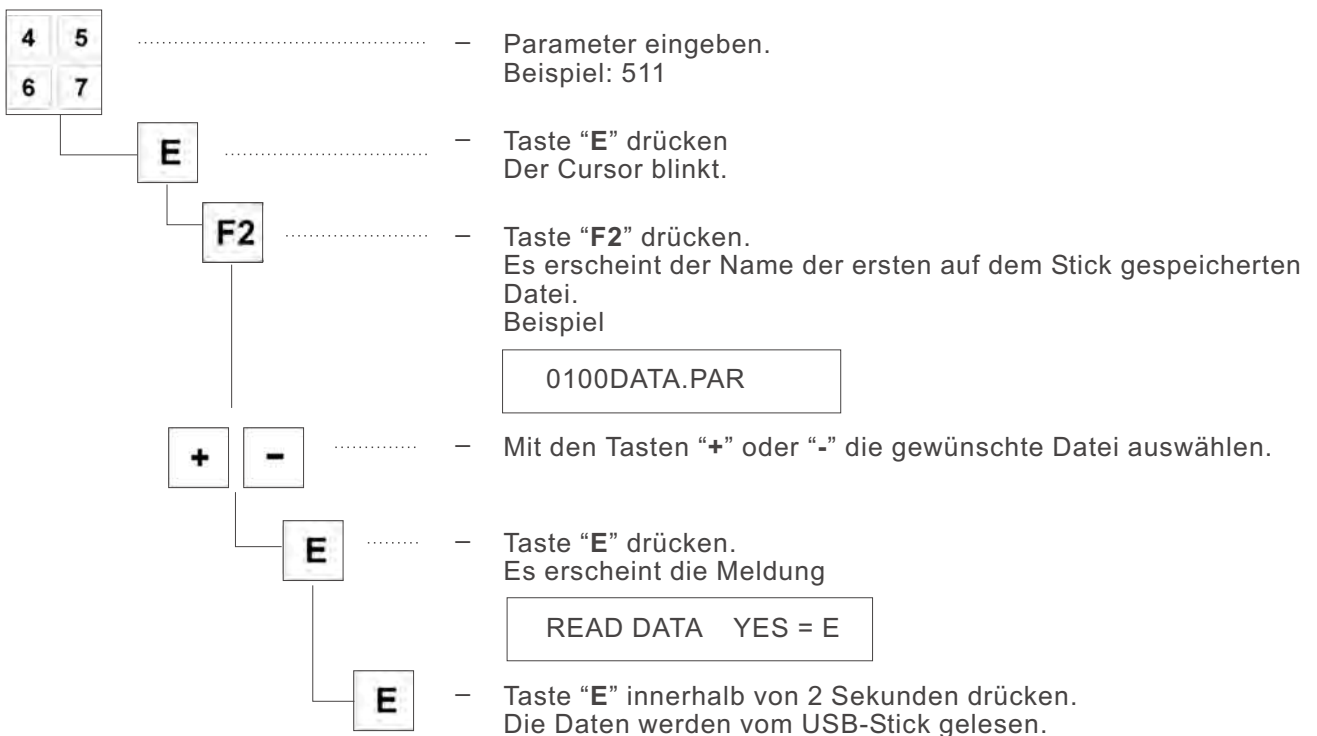 4 5
6 7
– Parameter eingeben.
Beispiel: 511
E
– Taste “E” drücken
Der Cursor blinkt.
F2
– Taste “F2” drücken.
Es erscheint der Name der ersten auf dem Stick gespeicherten
Datei.
Beispiel
0100DATA.PAR
+ -
– Mit den Tasten “+” oder “-” die gewünschte Datei auswählen.
E
– Taste “E” drücken.
Es erscheint die Meldung
READ DATA YES = E
E
– Taste “E” innerhalb von 2 Sekunden drücken.
Die Daten werden vom USB-Stick gelesen.